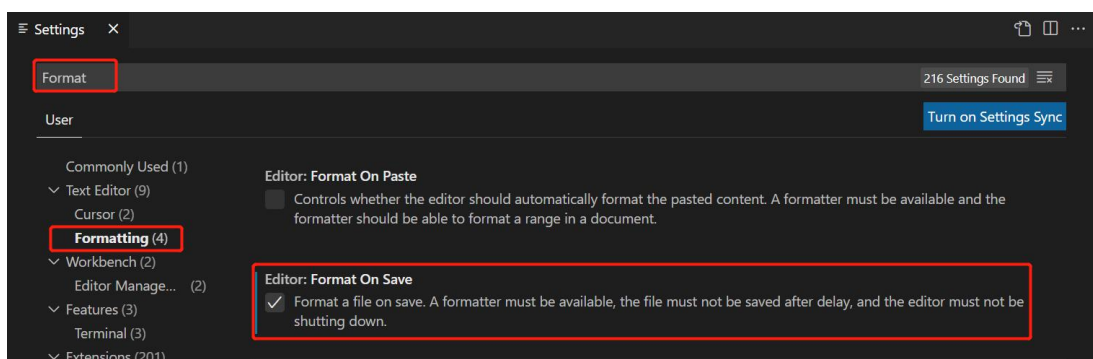 Settings
Format
216 Settings Found
User
Turn on Settings Sync
Commonly Used (1)
Text Editor (9)
Cursor (2)
Formatting (4)
Workbench (2)
Editor Manage... (2)
Features (3)
Terminal (3)
Extensions (201)
Editor: Format On Paste
Controls whether the editor should automatically format the pasted content. A formatter must be available and the
formatter should be able to format a range in a document.
Editor: Format On Save
Format a file on save. A formatter must be available, the file must not be saved after delay, and the editor must not be
shutting down.